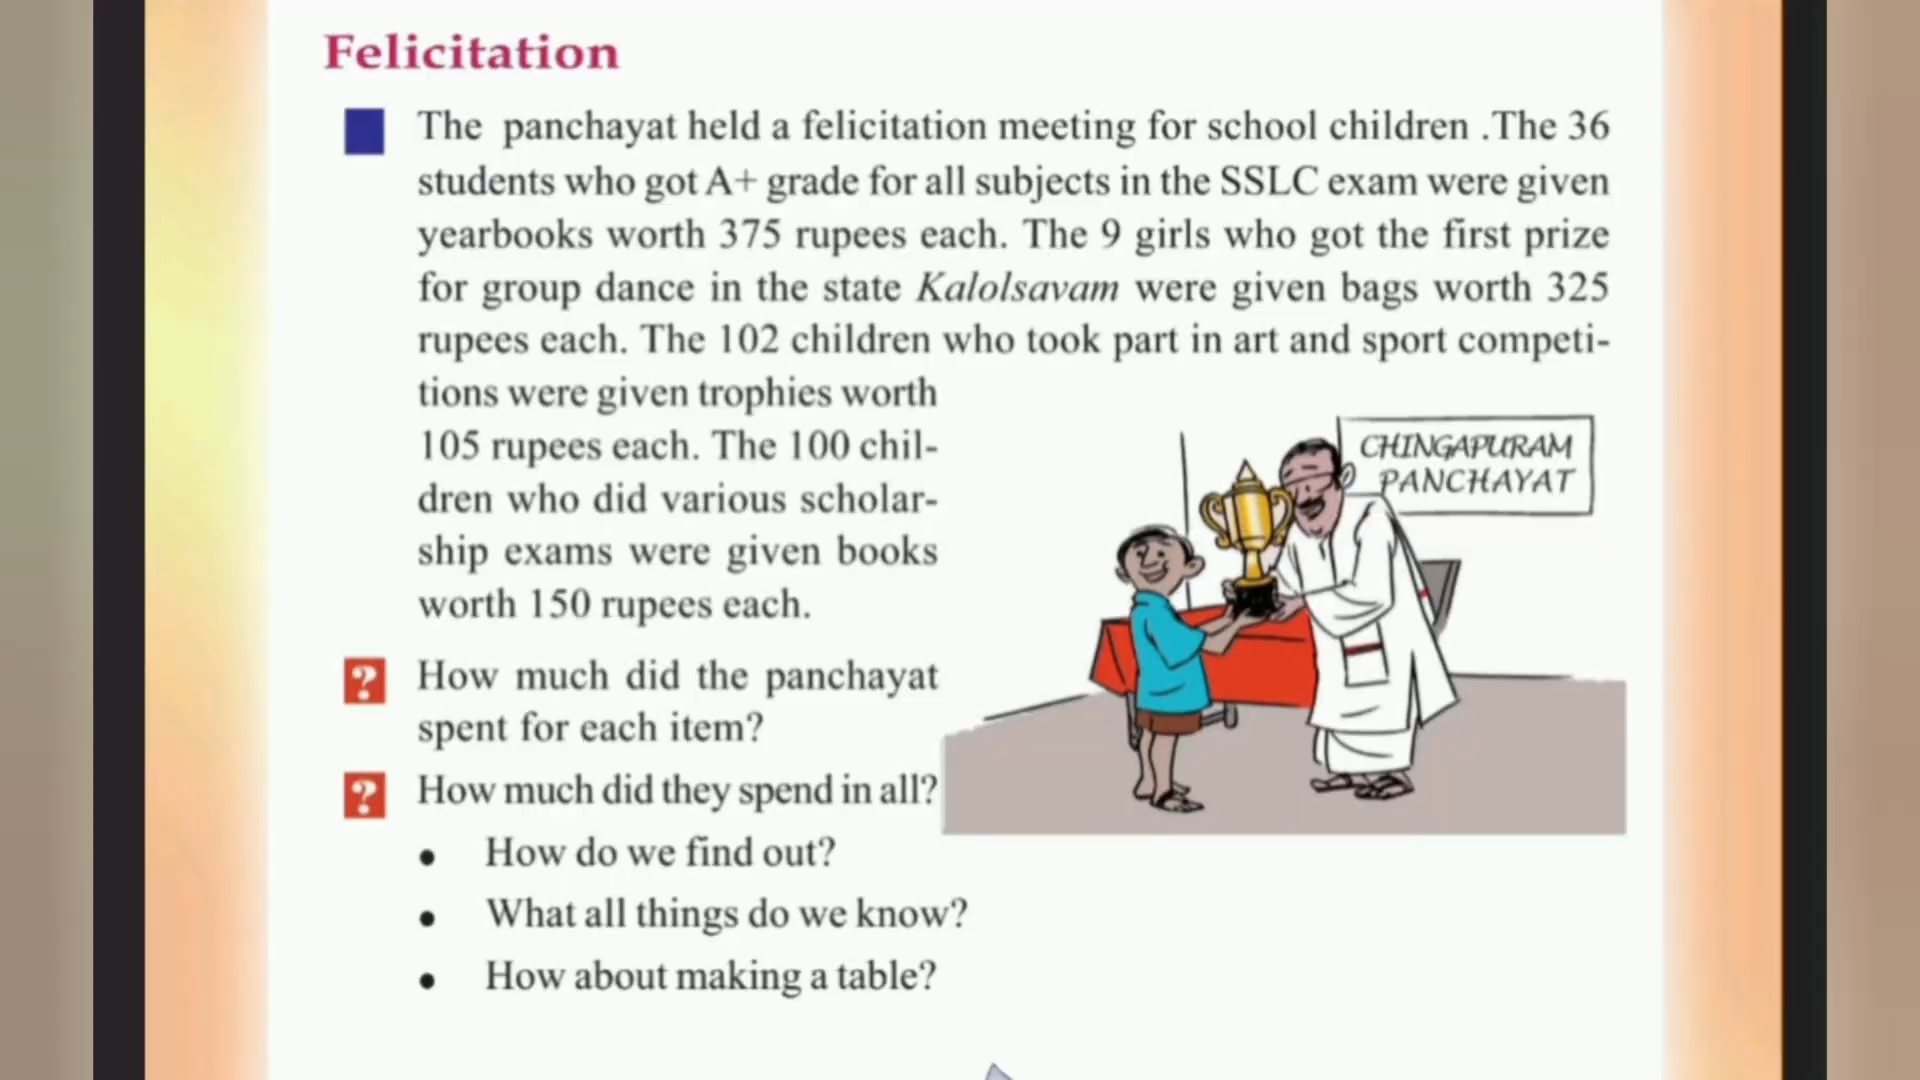 Felicitation
The panchayat held a felicitation meeting for school children .The 36
students who got A+ grade for all subjects in the SSLC exam were given
yearbooks worth 375 rupees each. The 9 girls who got the first prize
for group dance in the state Kalolsavam were given bags worth 325
rupees each. The 102 children who took part in art and sport competi-
tions were given trophies worth
105 rupees each. The 100 chil-
dren who did various scholar-
ship exams were given books
worth 150 rupees each.
CHINGAPURAM
PANCHAYAT
? How much did the panchayat
spent for each item?
? How much did they spend in all?
• How do we find out?
• What all things do we know?
• How about making a table?